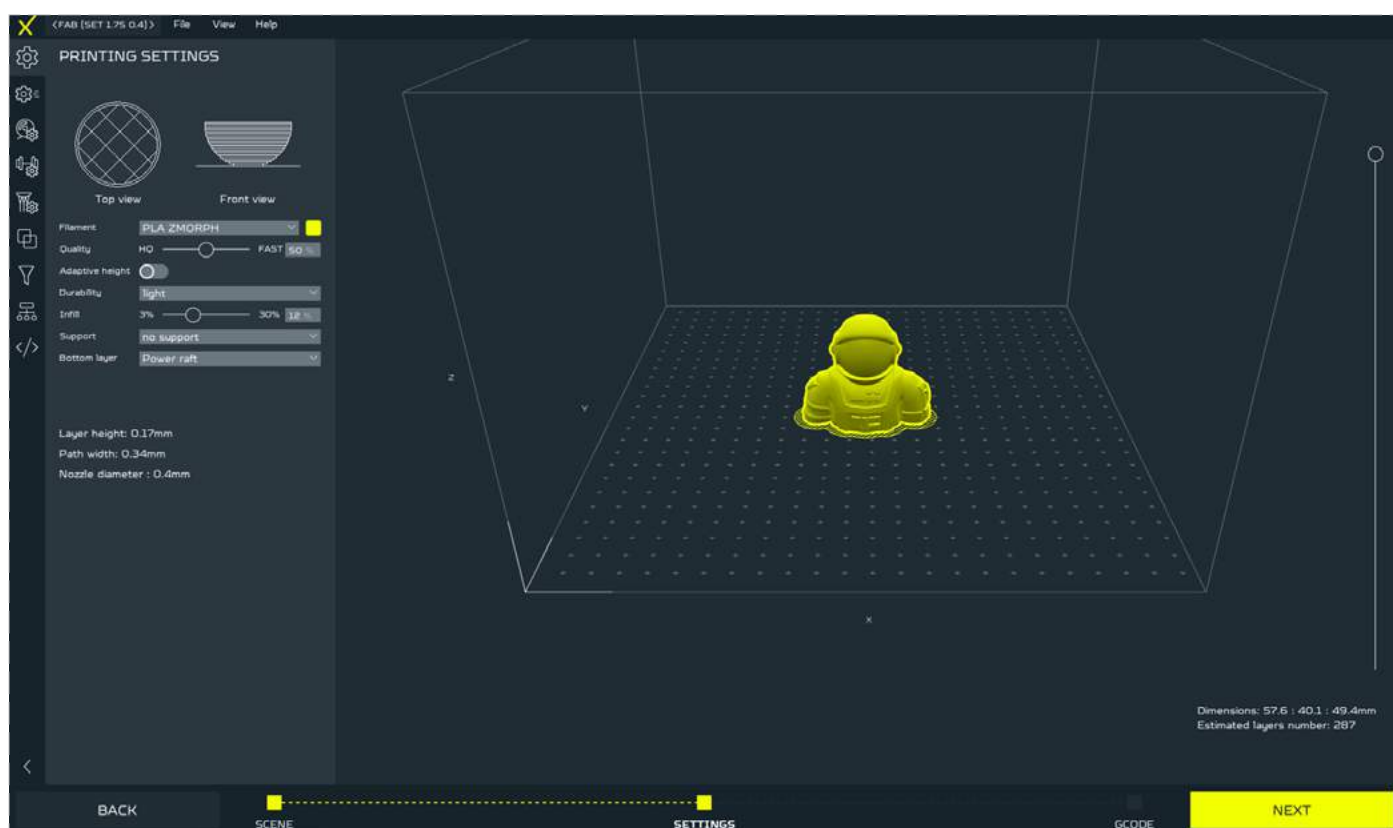 <FAB (SET 1.75 0.4)> File View Help
PRINTING SETTINGS
Top view Front view
Filament PLA ZMORPH
Quality HQ FAST 50 %
Adaptive height
Durability light
Infill 3% 30% 12 %
Support no support
Bottom layer Power raft
Layer height: 0.17mm
Path width: 0.34mm
Nozzle diameter : 0.4mm
Z
Y
X
Dimensions: 57.6 : 40.1 : 49.4mm
Estimated layers number: 287
BACK
SCENE
SETTINGS
GCODE
NEXT